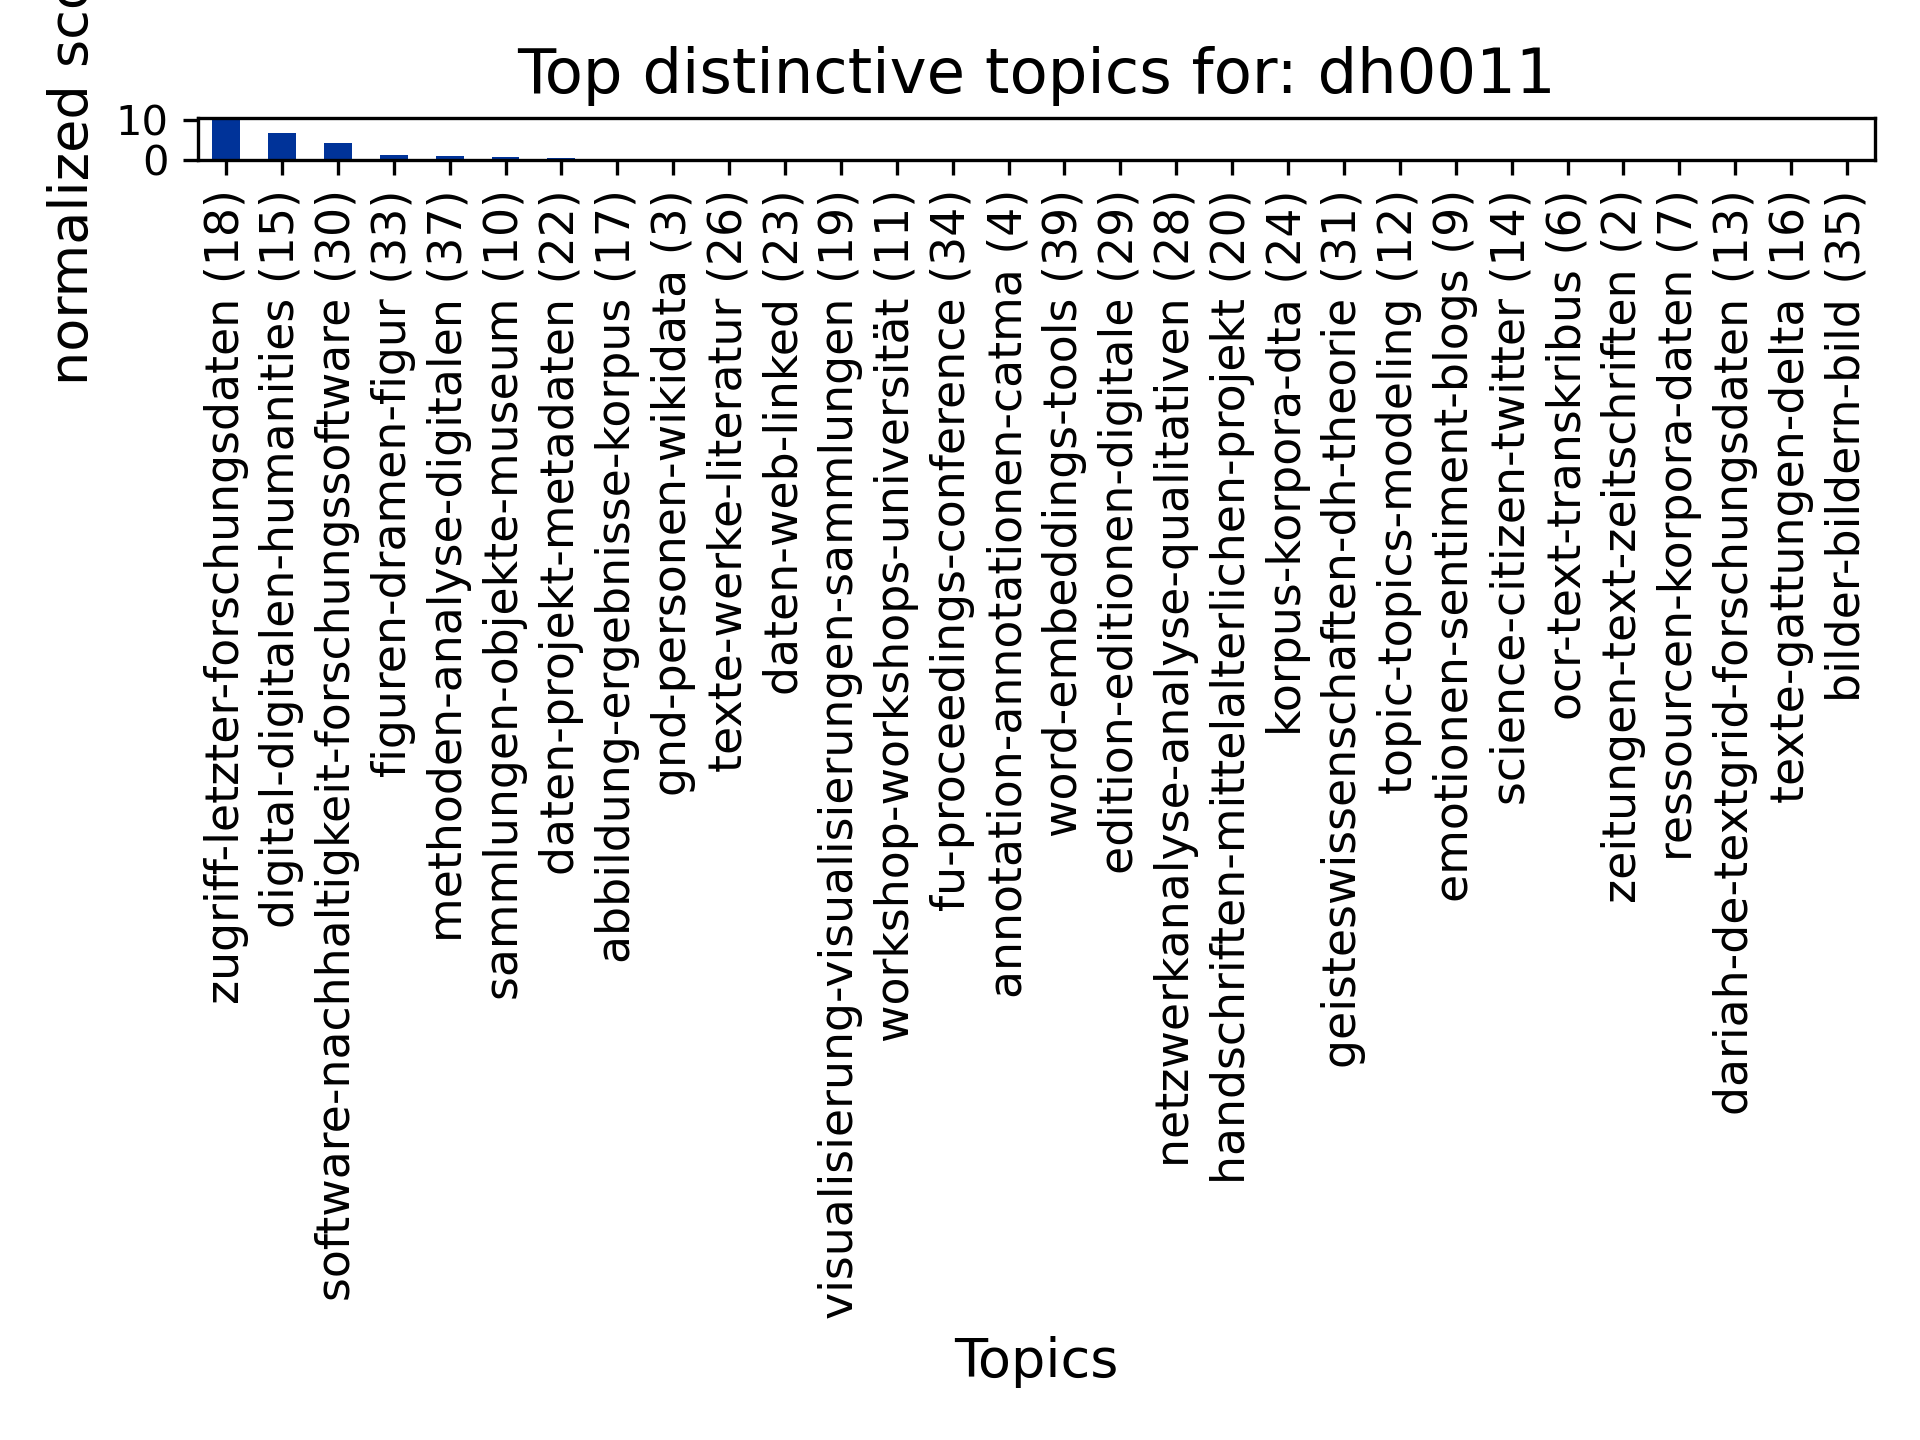 Top distinctive topics for: dh0011
normalized sco
10
0
zugriff-letzter-forschungsdaten (18)
digital-digitalen-humanities (15)
software-nachhaltigkeit-forschungssoftware (30)
figuren-dramen-figur (33)
methoden-analyse-digitalen (37)
sammlungen-objekte-museum (10)
daten-projekt-metadaten (22)
abbildung-ergebnisse-korpus (17)
gnd-personen-wikidata (3)
texte-werke-literatur (26)
daten-web-linked (23)
visualisierung-visualisierungen-sammlungen (19)
workshop-workshops-universität (11)
fu-proceedings-conference (34)
annotation-annotationen-catma (4)
word-embeddings-tools (39)
edition-editionen-digitale (29)
netzwerkanalyse-analyse-qualitativen (28)
handschriften-mittelalterlichen-projekt (20)
korpus-korpora-dta (24)
geisteswissenschaften-dh-theorie (31)
topic-topics-modeling (12)
emotionen-sentiment-blogs (9)
science-citizen-twitter (14)
ocr-text-transkribus (6)
zeitungen-text-zeitschriften (2)
ressourcen-korpora-daten (7)
dariah-de-textgrid-forschungsdaten (13)
texte-gattungen-delta (16)
bilder-bildern-bild (35)
Topics